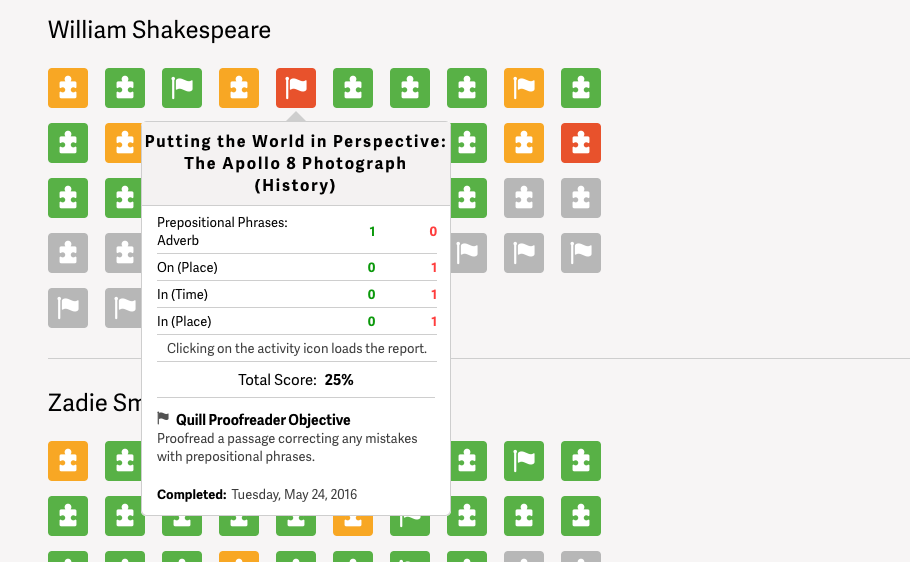 William Shakespeare
Putting the World in Perspective:
The Apollo 8 Photograph
(History)
Prepositional Phrases:
Adverb 1 0
On (Place) 0 1
In (Time) 0 1
In (Place) 0 1
Clicking on the activity icon loads the report.
Total Score: 25%
Zadie Sm
Quill Proofreader Objective
Proofread a passage correcting any mistakes
with prepositional phrases.
Completed: Tuesday, May 24, 2016